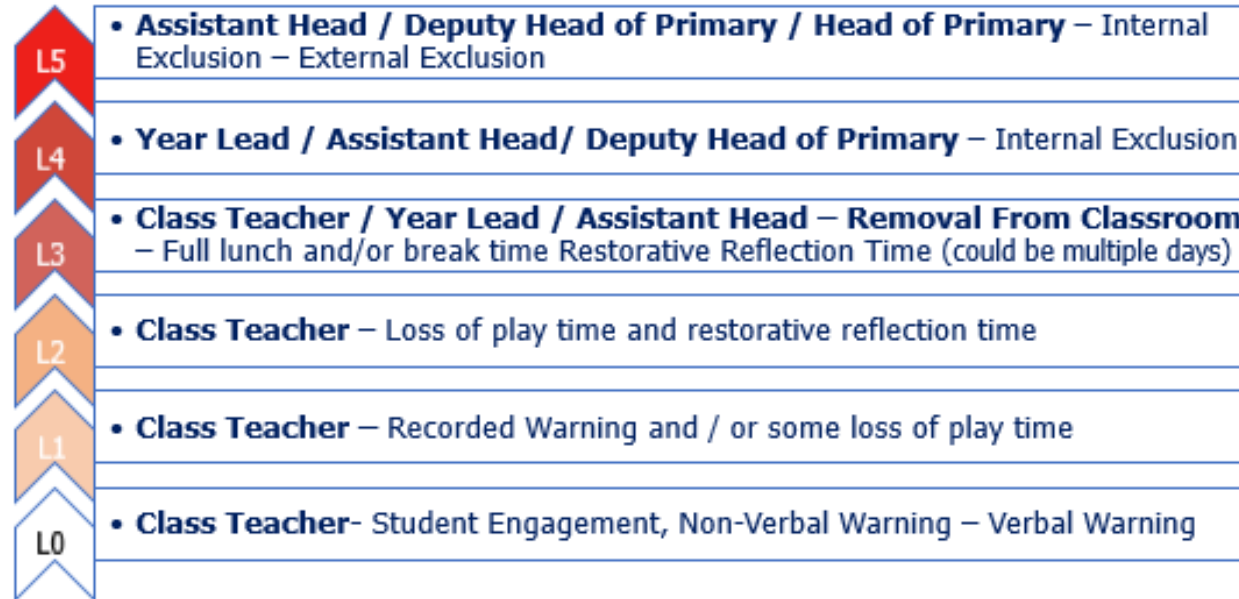 L5
• Assistant Head / Deputy Head of Primary / Head of Primary – Internal
Exclusion – External Exclusion
L4
• Year Lead / Assistant Head/ Deputy Head of Primary – Internal Exclusion
L3
• Class Teacher / Year Lead / Assistant Head – Removal From Classroom
– Full lunch and/or break time Restorative Reflection Time (could be multiple days)
L2
• Class Teacher – Loss of play time and restorative reflection time
L1
• Class Teacher – Recorded Warning and / or some loss of play time
L0
• Class Teacher- Student Engagement, Non-Verbal Warning – Verbal Warning